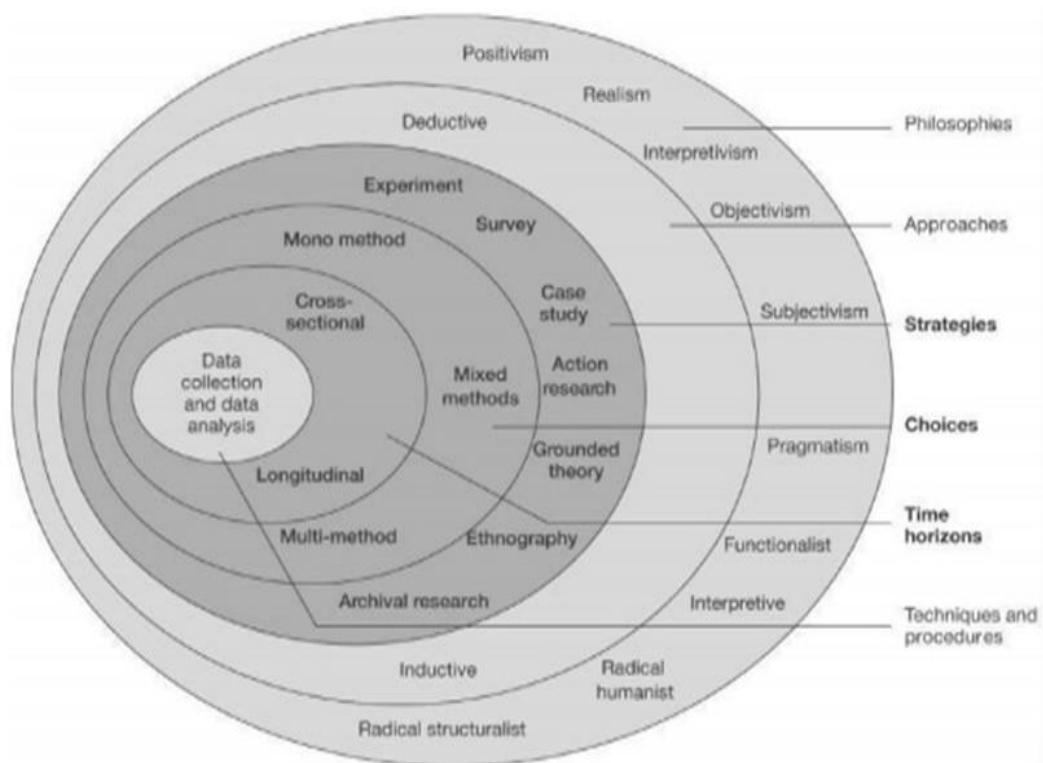 Positivism
Realism
Philosophies
Deductive
Interpretivism
Experiment
Objectivism
Survey
Approaches
Mono method
Case
study
Cross-
sectional
Subjectivism
Strategies
Data
collection
and data
analysis
Mixed
methods
Action
research
Choices
Pragmatism
Grounded
theory
Longitudinal
Time
horizons
Multi-method
Ethnography
Functionalist
Archival research
Interpretive
Techniques and
procedures
Inductive
Radical
humanist
Radical structuralist